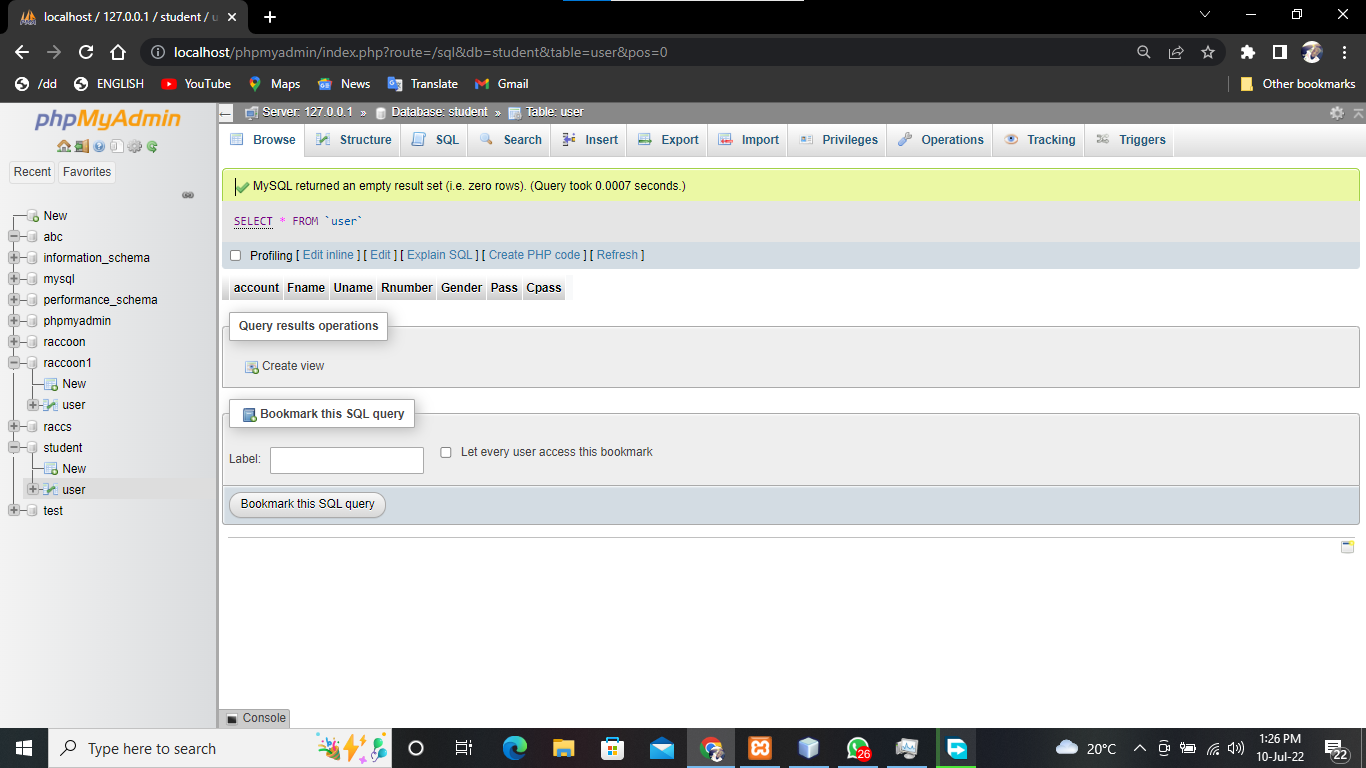 localhost / 127.0.0.1 / student / u
localhost/phpmyadmin/index.php?route=/sql&db=student&table=user&pos=0
/dd ENGLISH YouTube Maps News Translate Gmail Other bookmarks
phpMyAdmin
Recent Favorites
New
abc
information_schema
mysql
performance_schema
phpmyadmin
raccoon
raccoon1
New
user
raccs
student
New
user
test
Server: 127.0.0.1 » Database: student » Table: user
Browse Structure SQL Search Insert Export Import Privileges Operations Tracking Triggers
MySQL returned an empty result set (i.e. zero rows). (Query took 0.0007 seconds.)
SELECT * FROM `user`
Profiling [ Edit inline ] [ Edit ] [ Explain SQL ] [ Create PHP code ] [ Refresh ]
account Fname Uname Rnumber Gender Pass Cpass
Query results operations
Create view
Bookmark this SQL query
Label: Let every user access this bookmark
Bookmark this SQL query
Console
Type here to search
26
20°C
1:26 PM
10-Jul-22
22